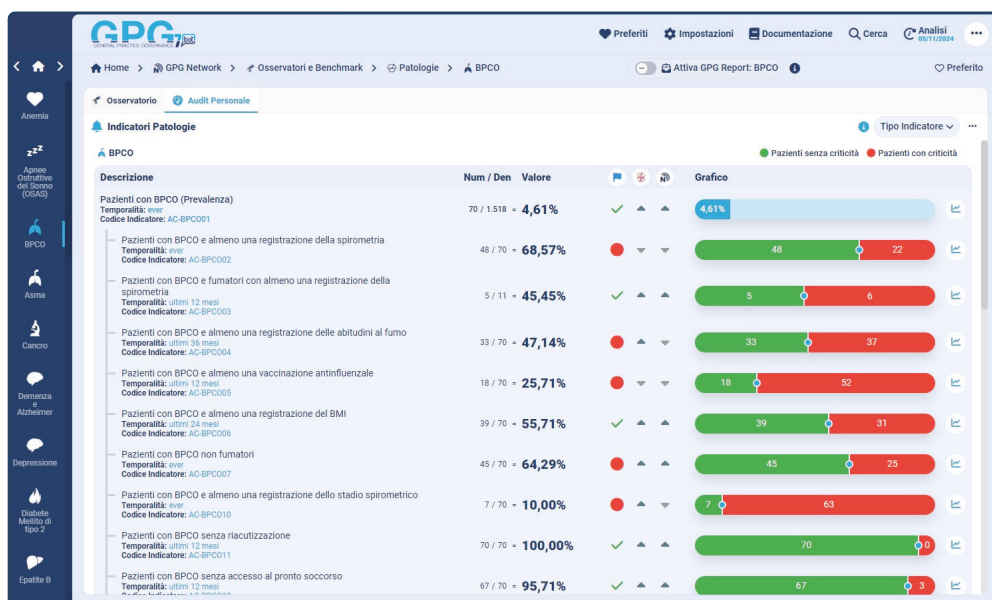 GPG 7 bot
GENERAL PRACTICE GOVERNANCE
Preferiti Impostazioni Documentazione Cerca Analisi
05/11/2024
Home > GPG Network > Osservatori e Benchmark > Patologie > BPCO
Attiva GPG Report: BPCO
Preferito
Anemia
Apnee
Ostruttive
del Sonno
(OSAS)
BPCO
Asma
Cancro
Demenza
e
Alzheimer
Depressione
Diabete
Mellito di
tipo 2
Epatite B
Osservatorio Audit Personale
Indicatori Patologie
Tipo Indicatore
BPCO
Pazienti senza criticità Pazienti con criticità
Descrizione Num / Den Valore Grafico
Pazienti con BPCO (Prevalenza)
Temporalità: ever
Codice Indicatore: AC-BPCO01
70 / 1.518 = 4,61%
4,61%
Pazienti con BPCO e almeno una registrazione della spirometria
Temporalità: ever
Codice Indicatore: AC-BPCO02
48 / 70 = 68,57%
48 22
Pazienti con BPCO e fumatori con almeno una registrazione della
spirometria
Temporalità: ultimi 12 mesi
Codice Indicatore: AC-BPCO03
5 / 11 = 45,45%
5 6
Pazienti con BPCO e almeno una registrazione delle abitudini al fumo
Temporalità: ultimi 36 mesi
Codice Indicatore: AC-BPCO04
33 / 70 = 47,14%
33 37
Pazienti con BPCO e almeno una vaccinazione antinfluenzale
Temporalità: ultimi 12 mesi
Codice Indicatore: AC-BPCO05
18 / 70 = 25,71%
18 52
Pazienti con BPCO e almeno una registrazione del BMI
Temporalità: ultimi 24 mesi
Codice Indicatore: AC-BPCO06
39 / 70 = 55,71%
39 31
Pazienti con BPCO non fumatori
Temporalità: ever
Codice Indicatore: AC-BPCO07
45 / 70 = 64,29%
45 25
Pazienti con BPCO e almeno una registrazione dello stadio spirometrico
Temporalità: ever
Codice Indicatore: AC-BPCO10
7 / 70 = 10,00%
7 63
Pazienti con BPCO senza riacutizzazione
Temporalità: ultimi 12 mesi
Codice Indicatore: AC-BPCO11
70 / 70 = 100,00%
70 0
Pazienti con BPCO senza accesso al pronto soccorso
Temporalità: ultimi 12 mesi
67 / 70 = 95,71%
67 3